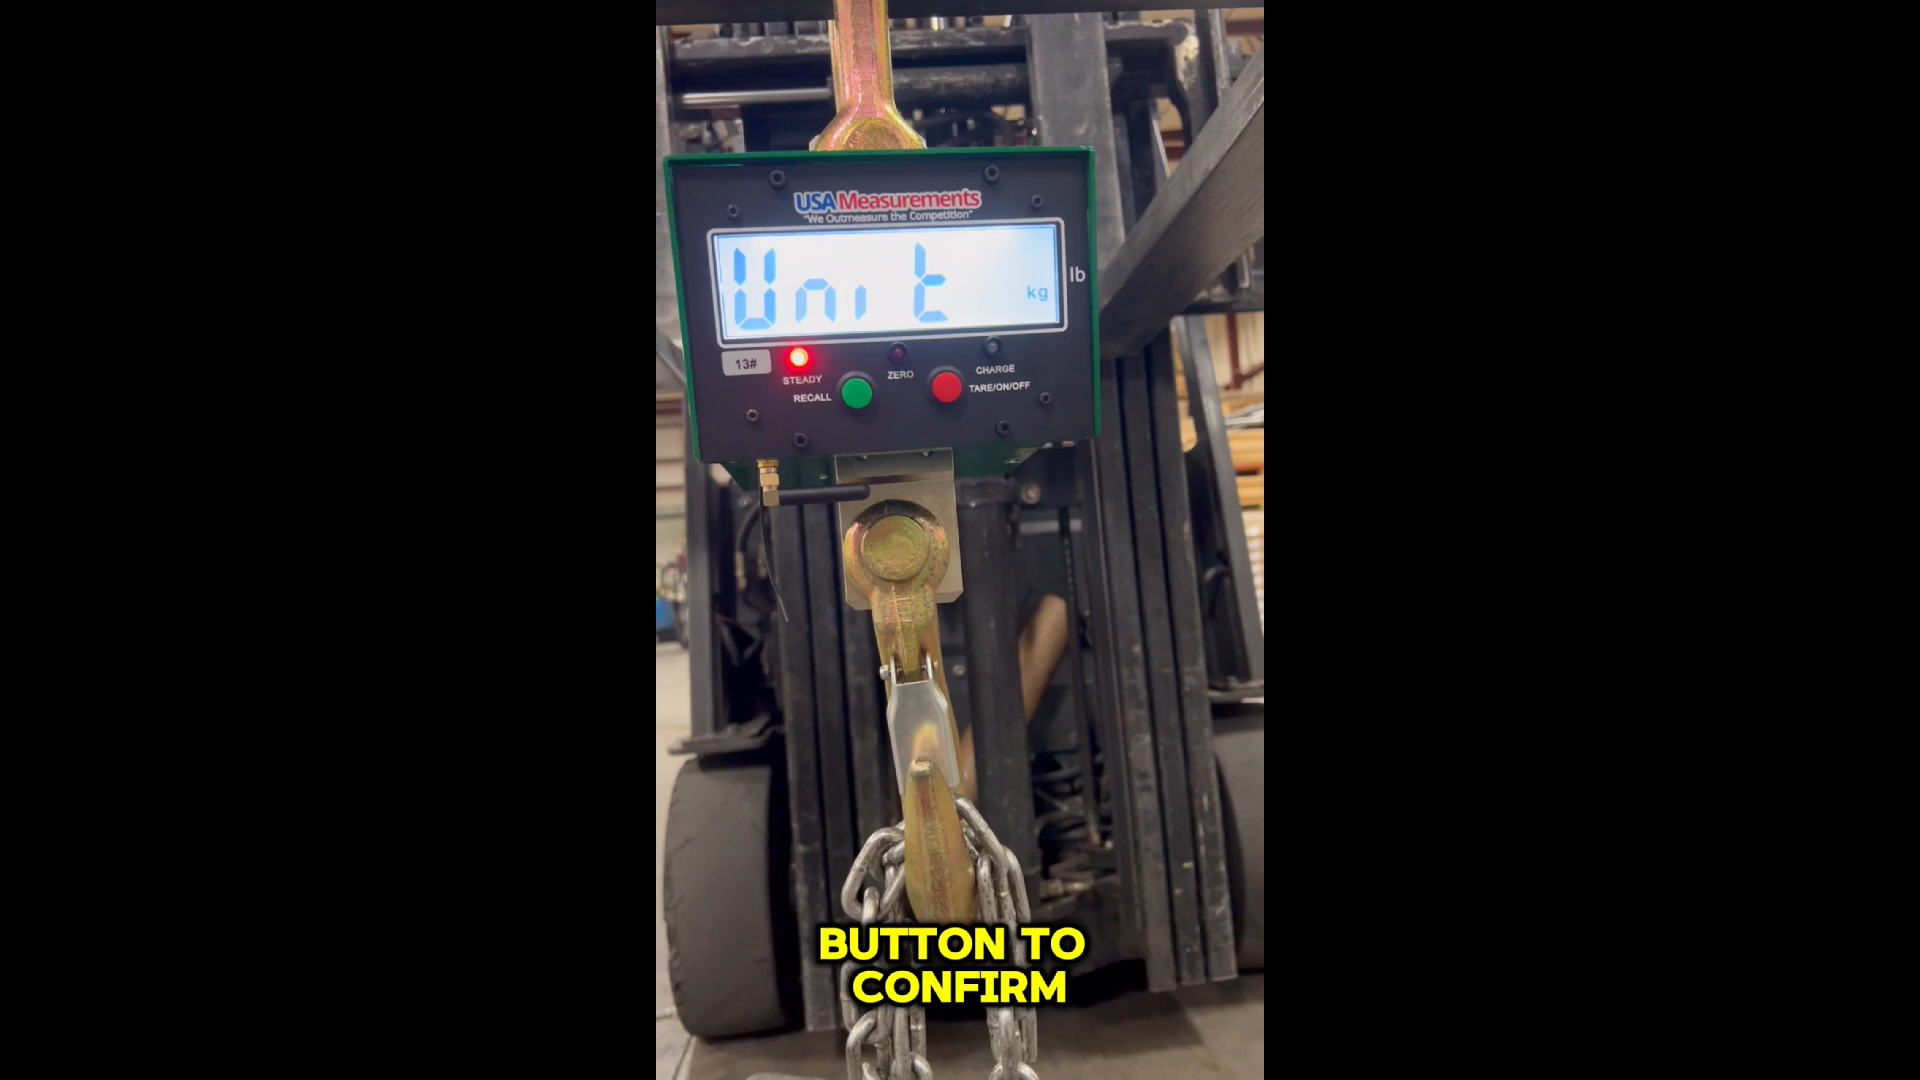 USA Measurements
"We Outmeasure the Competition"
Unit
kg
lb
13#
STEADY
ZERO
CHARGE
RECALL
TARE/ON/OFF
BUTTON TO
CONFIRM